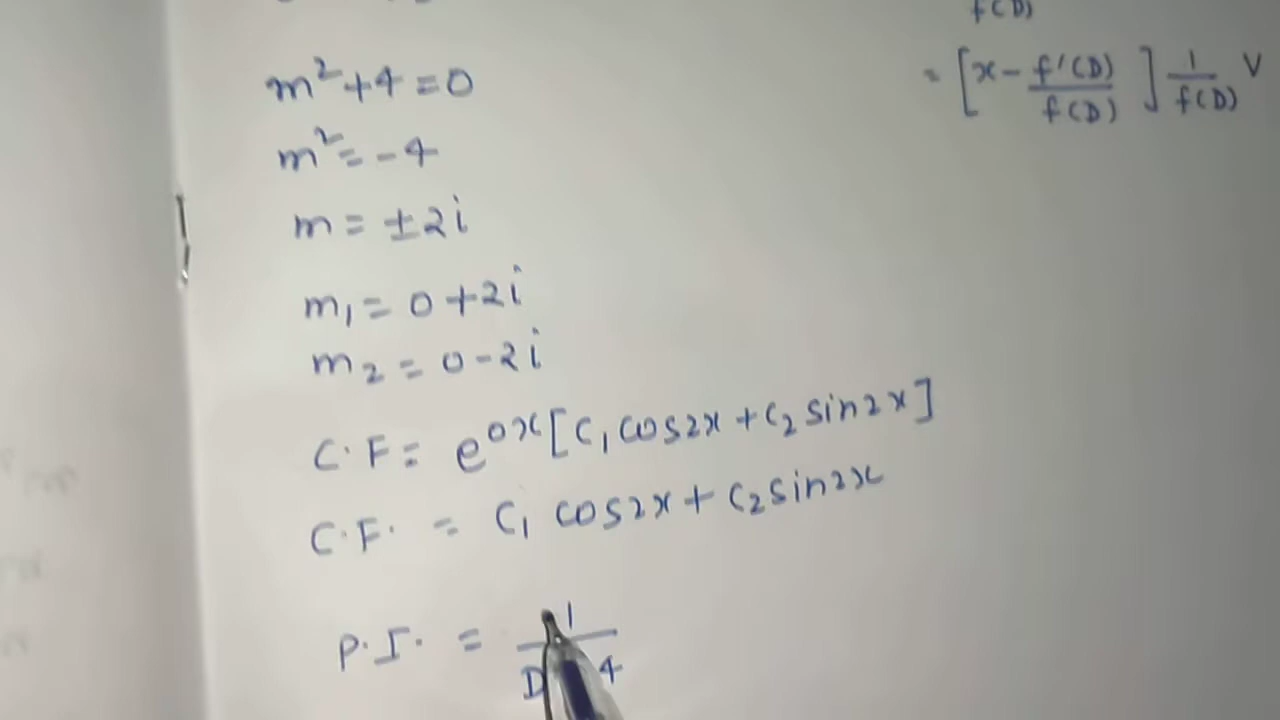 m²+4=0
m²=-4
m=±2i
m₁=0+2i
m₂=0-2i
C.F=e^{0x}[C₁cos2x+C₂sin2x]
C.F.=C₁cos2x+C₂sin2x
P.I.=1/D 4
f(D)
=[x-f'(D)/f(D)]1/f(D) V